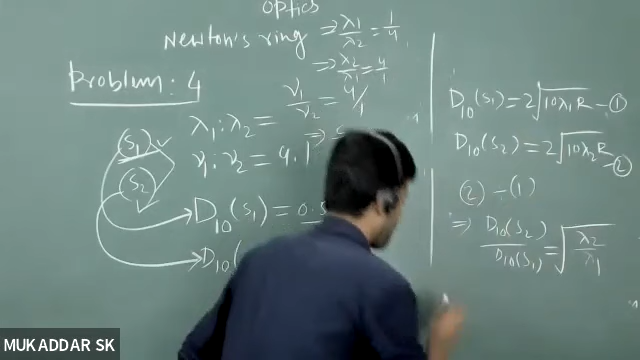 optics
Newton's ring ⇒ λ₁/λ₂ = 1/4
⇒ λ₂/λ₁ = 4/1
Problem: 4
ν₁/ν₂ = 4/1
λ₁ : λ₂ =
ν₁ : ν₂ = 4:1
S₁ ✓
S₂ ✓
D₁₀(S₁) = 0.5
D₁₀(
D₁₀(S₁) = 2√10λ₁R — ①
D₁₀(S₂) = 2√10λ₂R — ②
② ÷ ①
⇒ D₁₀(S₂)/D₁₀(S₁) = √λ₂/λ₁
MUKADDAR SK